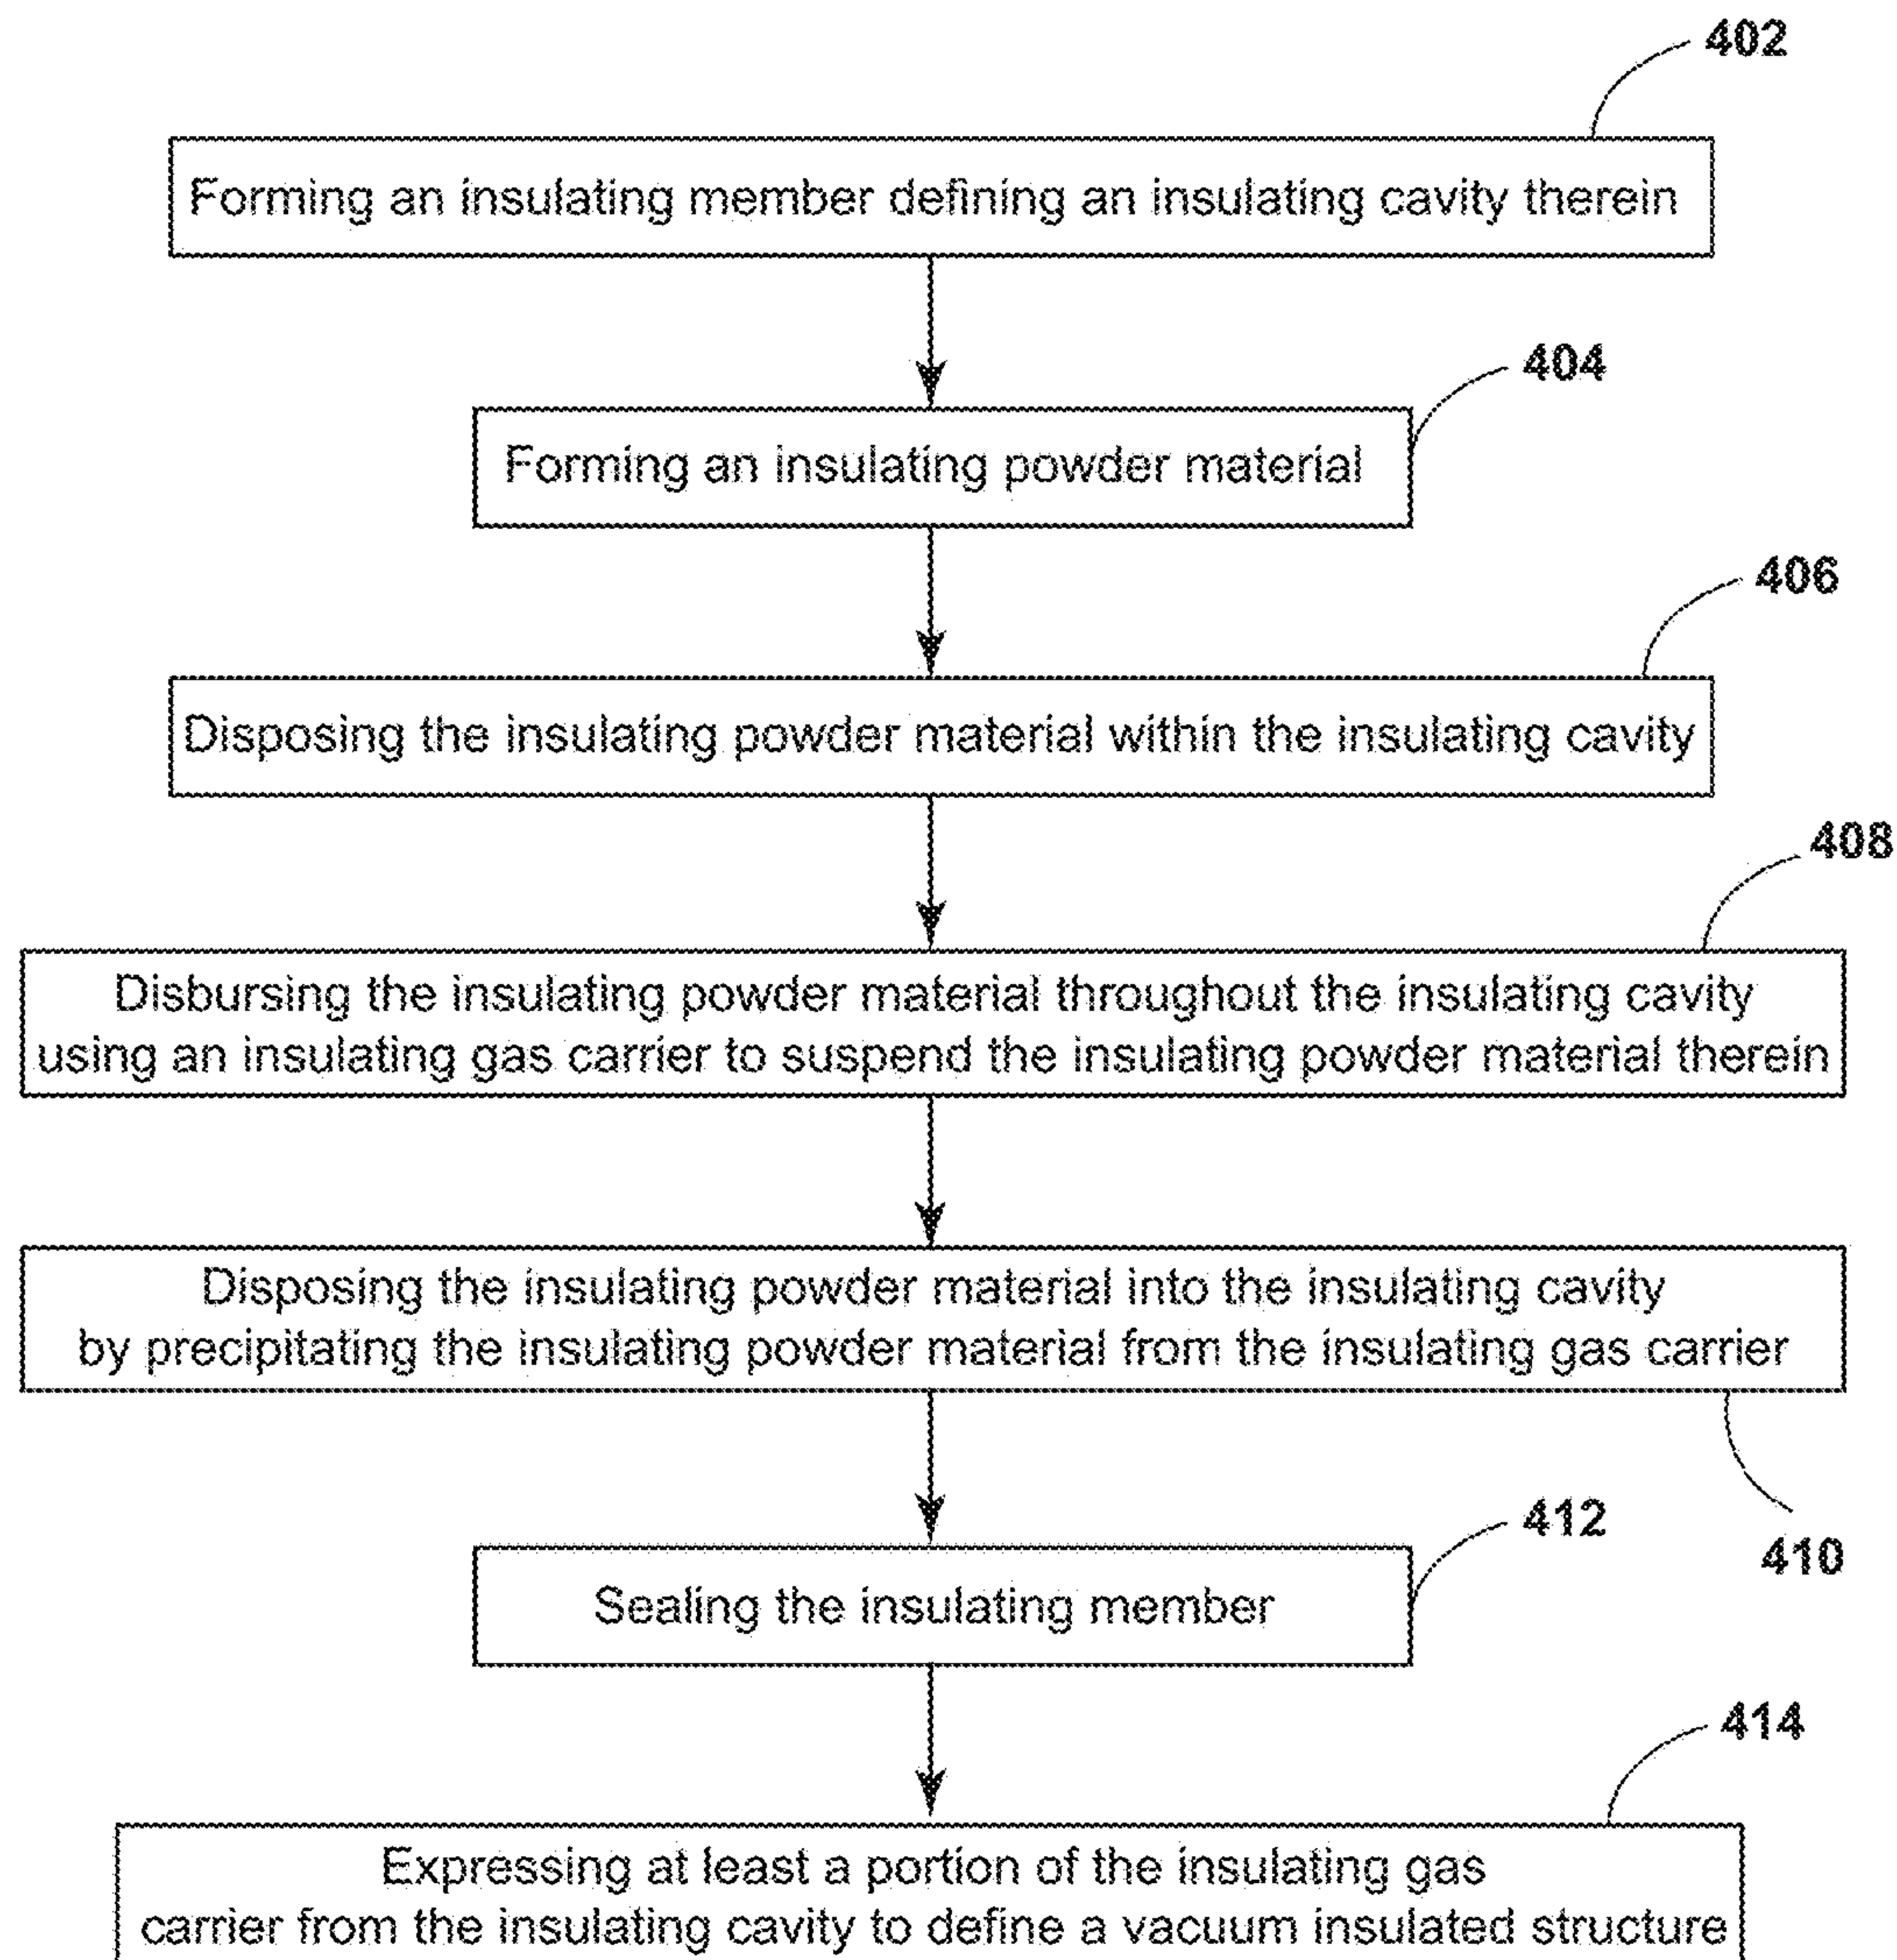 402
Forming an insulating member defining an insulating cavity therein
404
Forming an insulating powder material
406
Disposing the insulating powder material within the insulating cavity
408
Disbursing the insulating powder material throughout the insulating cavity
using an insulating gas carrier to suspend the insulating powder material therein
Disposing the insulating powder material into the insulating cavity
by precipitating the insulating powder material from the insulating gas carrier
410
412
Sealing the insulating member
414
Expressing at least a portion of the insulating gas
carrier from the insulating cavity to define a vacuum insulated structure